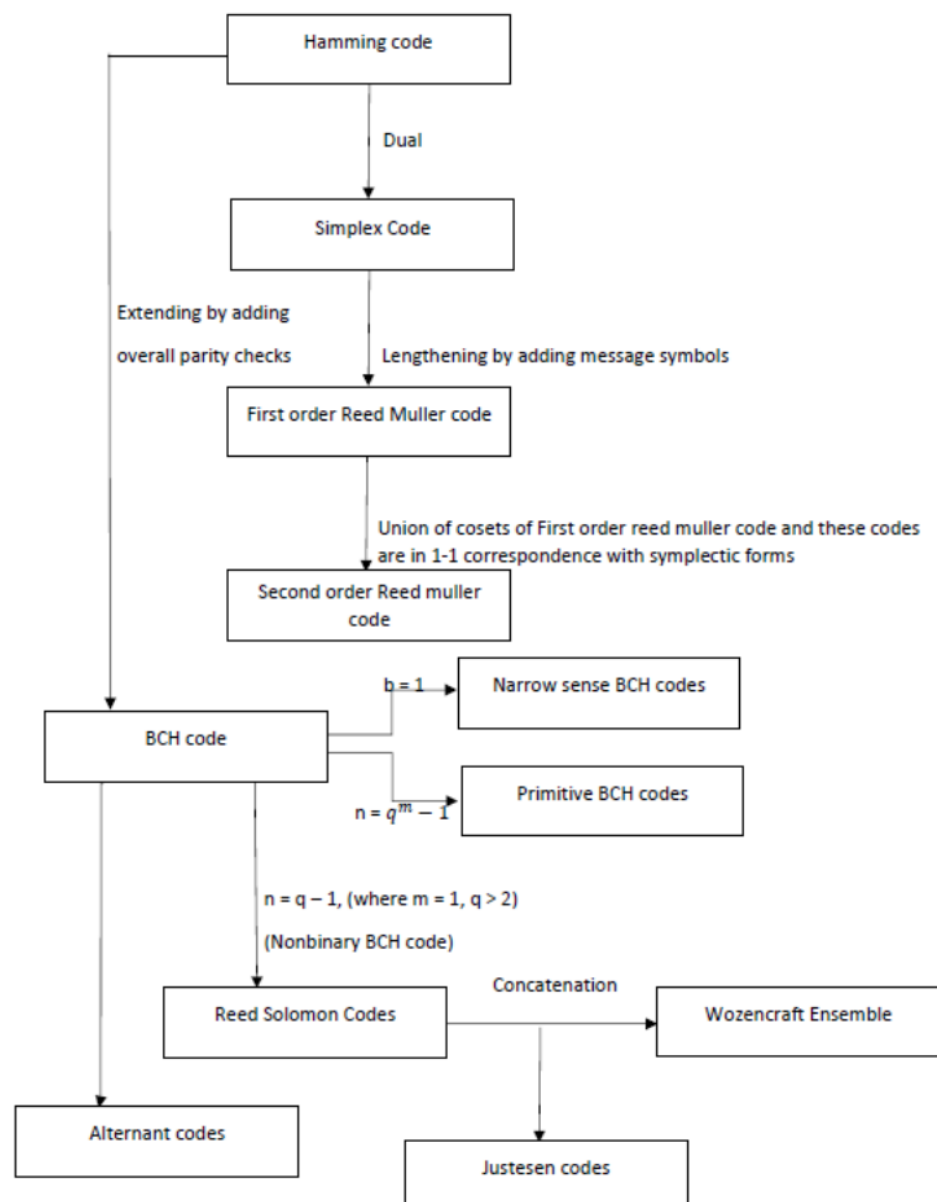 Hamming code
Dual
Simplex Code
Extending by adding
overall parity checks
Lengthening by adding message symbols
First order Reed Muller code
Union of cosets of First order reed muller code and these codes
are in 1-1 correspondence with symplectic forms
Second order Reed muller
code
b = 1
Narrow sense BCH codes
BCH code
Primitive BCH codes
n = q^m − 1
n = q – 1, (where m = 1, q > 2)
(Nonbinary BCH code)
Concatenation
Reed Solomon Codes
Wozencraft Ensemble
Alternant codes
Justesen codes